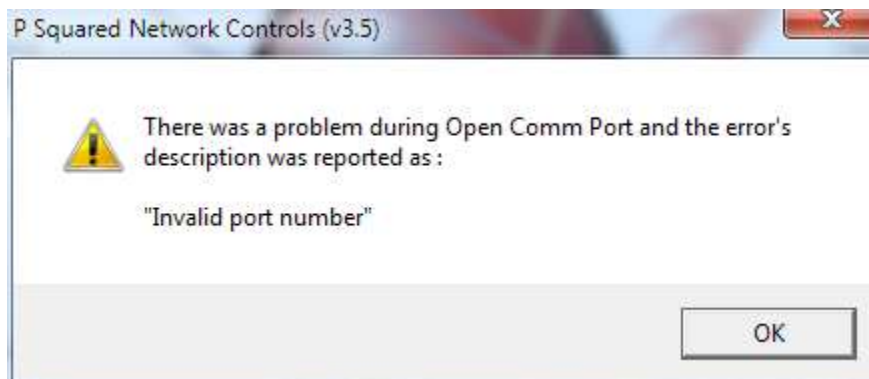 P Squared Network Controls (v3.5)
There was a problem during Open Comm Port and the error's
description was reported as :
"Invalid port number"
OK